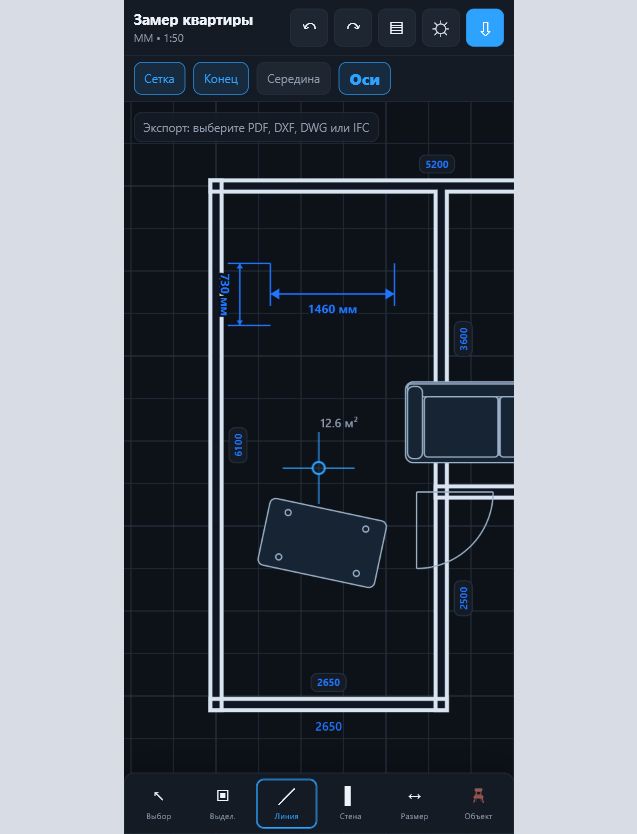 Замер квартиры
ММ • 1:50
Сетка
Конец
Середина
Оси
Экспорт: выберите PDF, DXF, DWG или IFC
5200
730 мм
1460 мм
3600
12.6 м²
6100
2500
2650
2650
Выбор
Выдел.
Линия
Стена
Размер
Объект